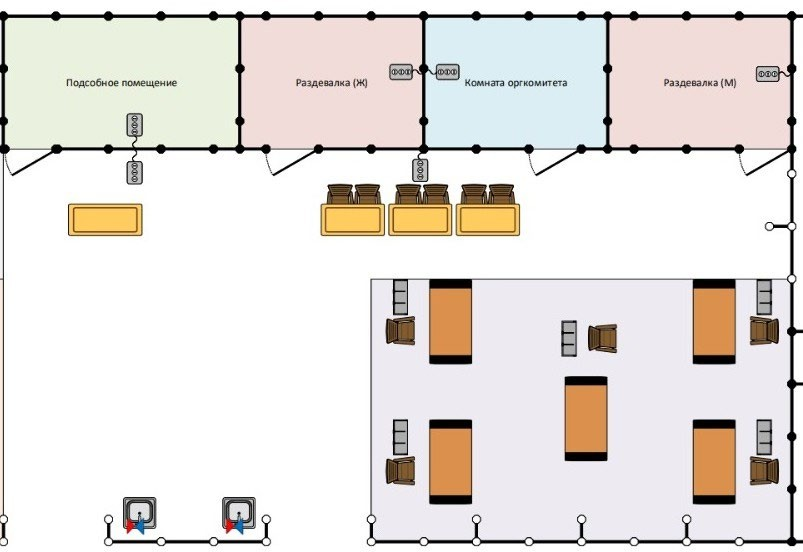 Подсобное помещение
Раздевалка (Ж)
Комната оргкомитета
Раздевалка (М)